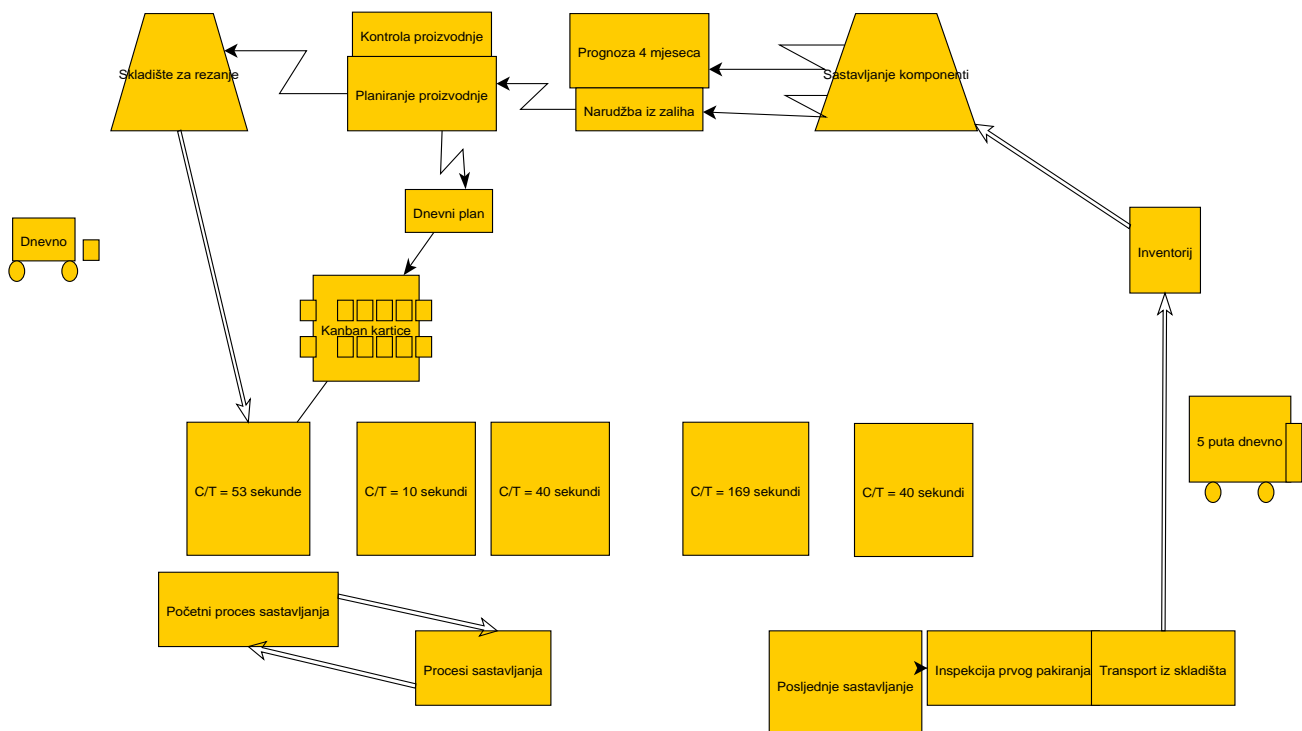 Kontrola proizvodnje
Prognoza 4 mjeseca
Skladište za rezanje
Planiranje proizvodnje
Sastavljanje komponenti
Narudžba iz zaliha
Dnevni plan
Dnevno
Inventorij
Kanban kartice
5 puta dnevno
C/T = 53 sekunde
C/T = 10 sekundi
C/T = 40 sekundi
C/T = 169 sekundi
C/T = 40 sekundi
Početni proces sastavljanja
Procesi sastavljanja
Posljednje sastavljanje
Inspekcija prvog pakiranja
Transport iz skladišta